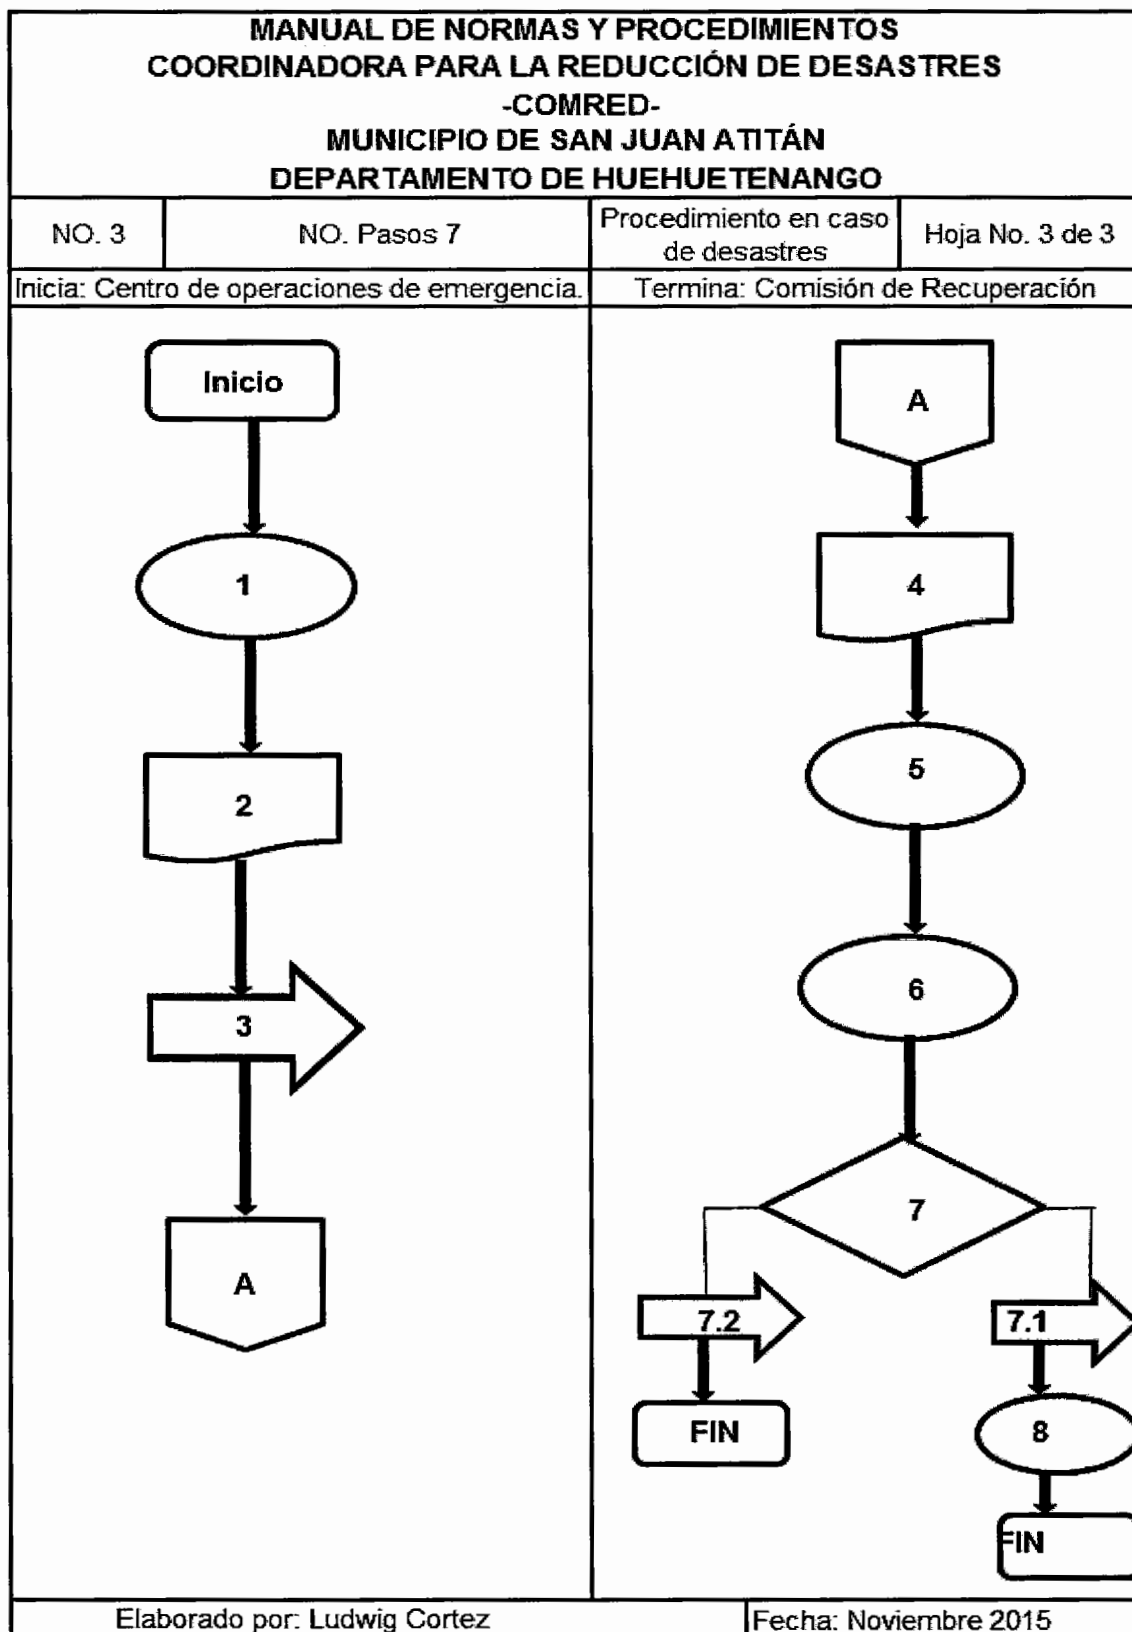 MANUAL DE NORMAS Y PROCEDIMIENTOS
COORDINADORA PARA LA REDUCCIÓN DE DESASTRES
-COMRED-
MUNICIPIO DE SAN JUAN ATITÁN
DEPARTAMENTO DE HUEHUETENANGO
NO. 3
NO. Pasos 7
Procedimiento en caso
de desastres
Hoja No. 3 de 3
Inicia: Centro de operaciones de emergencia.
Termina: Comisión de Recuperación
Inicio
1
2
3
A
A
4
5
6
7
7.2
7.1
FIN
8
FIN
Elaborado por: Ludwig Cortez
Fecha: Noviembre 2015